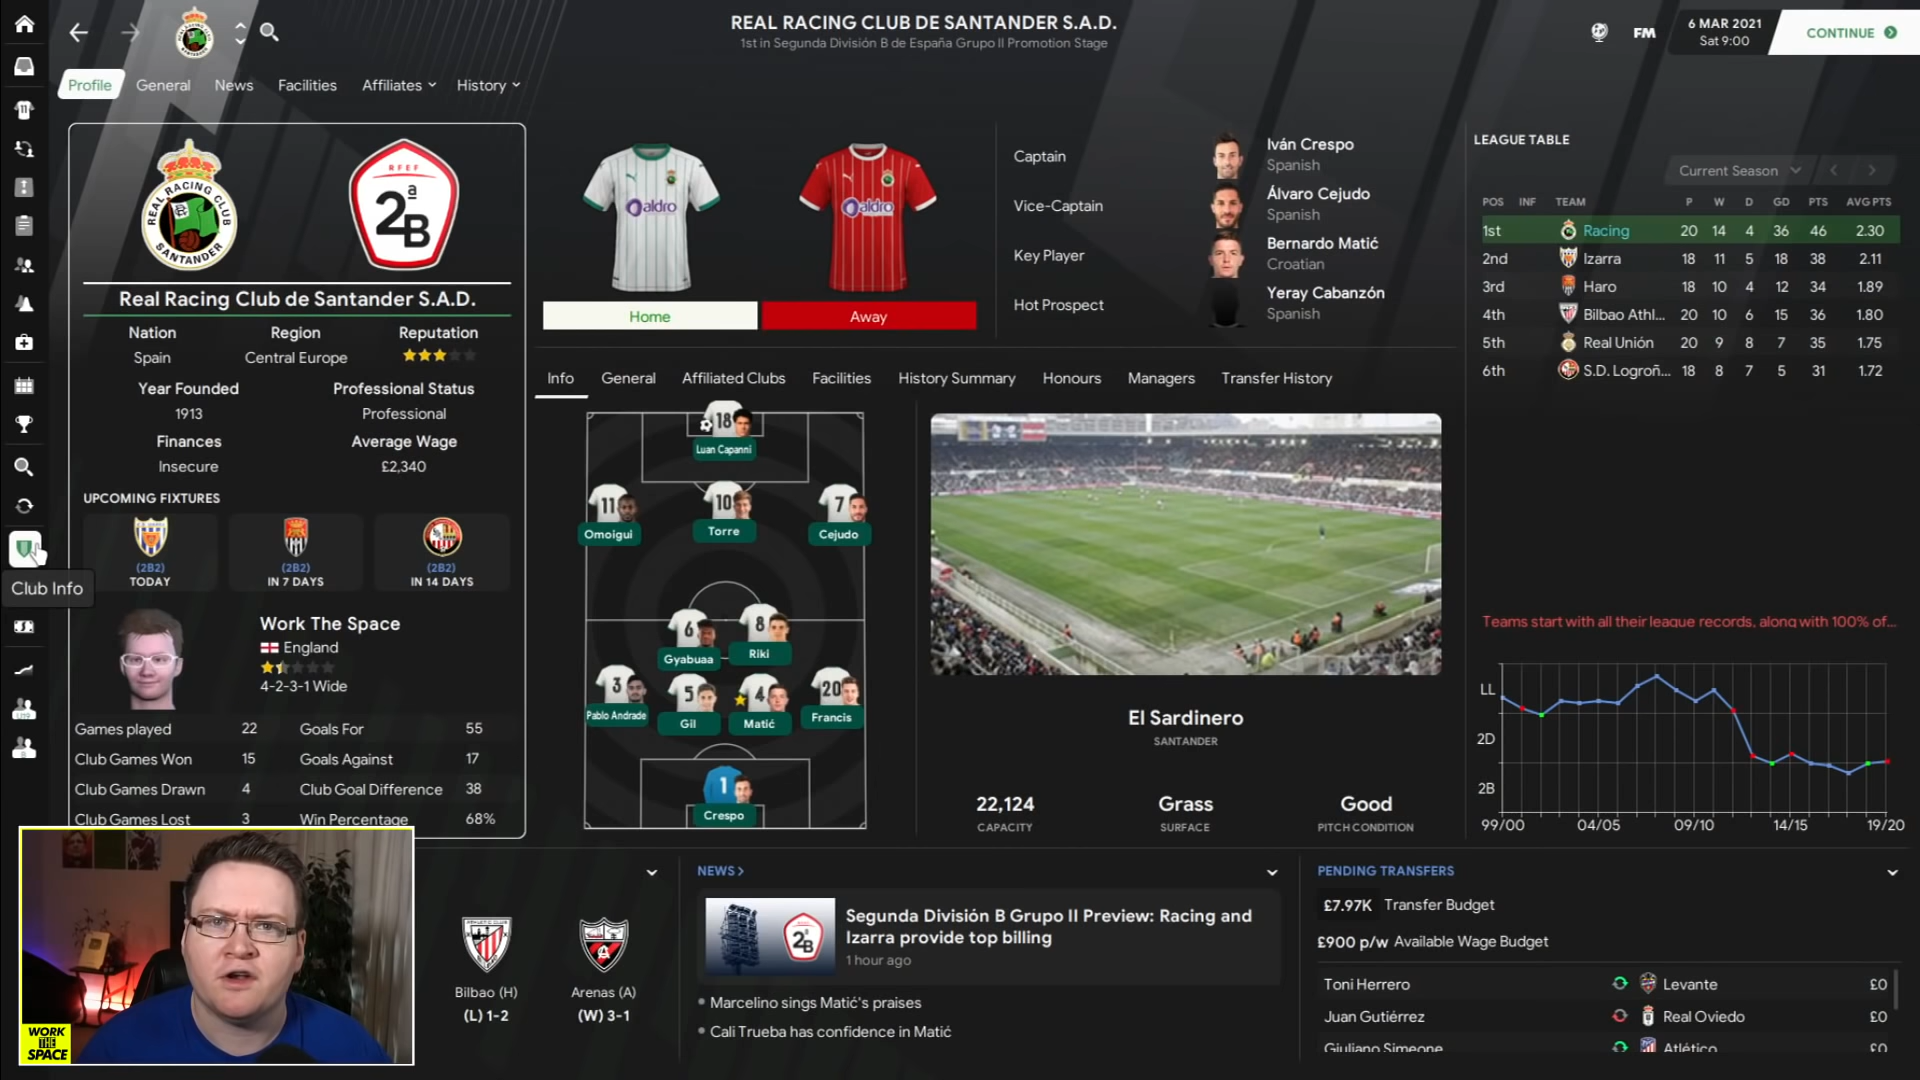 REAL RACING CLUB DE SANTANDER S.A.D.
1st in Segunda División B de España Grupo II Promotion Stage
FM
6 MAR 2021
Sat 9:00
CONTINUE
Profile
General
News
Facilities
Affiliates
History
REAL RACING CLUB
SANTANDER
RFEF
2ªB
Real Racing Club de Santander S.A.D.
Nation
Region
Reputation
Spain
Central Europe
Year Founded
Professional Status
1913
Professional
Finances
Average Wage
Insecure
£2,340
UPCOMING FIXTURES
(2B2)
TODAY
(2B2)
IN 7 DAYS
(2B2)
IN 14 DAYS
Club Info
Work The Space
England
4-2-3-1 Wide
Games played 22 Goals For 55
Club Games Won 15 Goals Against 17
Club Games Drawn 4 Club Goal Difference 38
Club Games Lost 3 Win Percentage 68%
aldro
aldro
Home
Away
Captain
Iván Crespo
Spanish
Vice-Captain
Álvaro Cejudo
Spanish
Key Player
Bernardo Matić
Croatian
Hot Prospect
Yeray Cabanzón
Spanish
Info
General
Affiliated Clubs
Facilities
History Summary
Honours
Managers
Transfer History
18
Luan Capanni
11
Omoigui
10
Torre
7
Cejudo
6
Gyabuaa
8
Riki
3
Pablo Andrade
5
Gil
4
Matić
20
Francis
1
Crespo
El Sardinero
SANTANDER
22,124
CAPACITY
Grass
SURFACE
Good
PITCH CONDITION
LEAGUE TABLE
Current Season
POS INF TEAM P W D GD PTS AVG PTS
1st Racing 20 14 4 36 46 2.30
2nd Izarra 18 11 5 18 38 2.11
3rd Haro 18 10 4 12 34 1.89
4th Bilbao Athl... 20 10 6 15 36 1.80
5th Real Unión 20 9 8 7 35 1.75
6th S.D. Logroñ... 18 8 7 5 31 1.72
Teams start with all their league records, along with 100% of...
LL
2D
2B
99/00 04/05 09/10 14/15 19/20
WORK
THE
SPACE
Bilbao (H)
(L) 1-2
Arenas (A)
(W) 3-1
NEWS >
2B
Segunda División B Grupo II Preview: Racing and
Izarra provide top billing
1 hour ago
Marcelino sings Matić's praises
Cali Trueba has confidence in Matić
PENDING TRANSFERS
£7.97K Transfer Budget
£900 p/w Available Wage Budget
Toni Herrero Levante £0
Juan Gutiérrez Real Oviedo £0
Giuliano Simeone Atlético £0